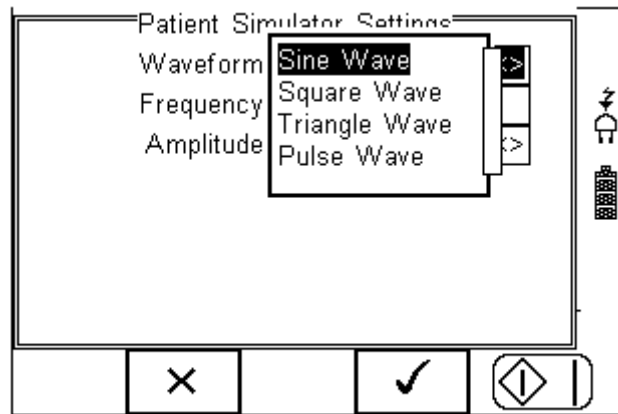 Patient Simulator Settings
Waveform
Sine Wave
<>
Square Wave
Frequency
Triangle Wave
Amplitude
<>
Pulse Wave